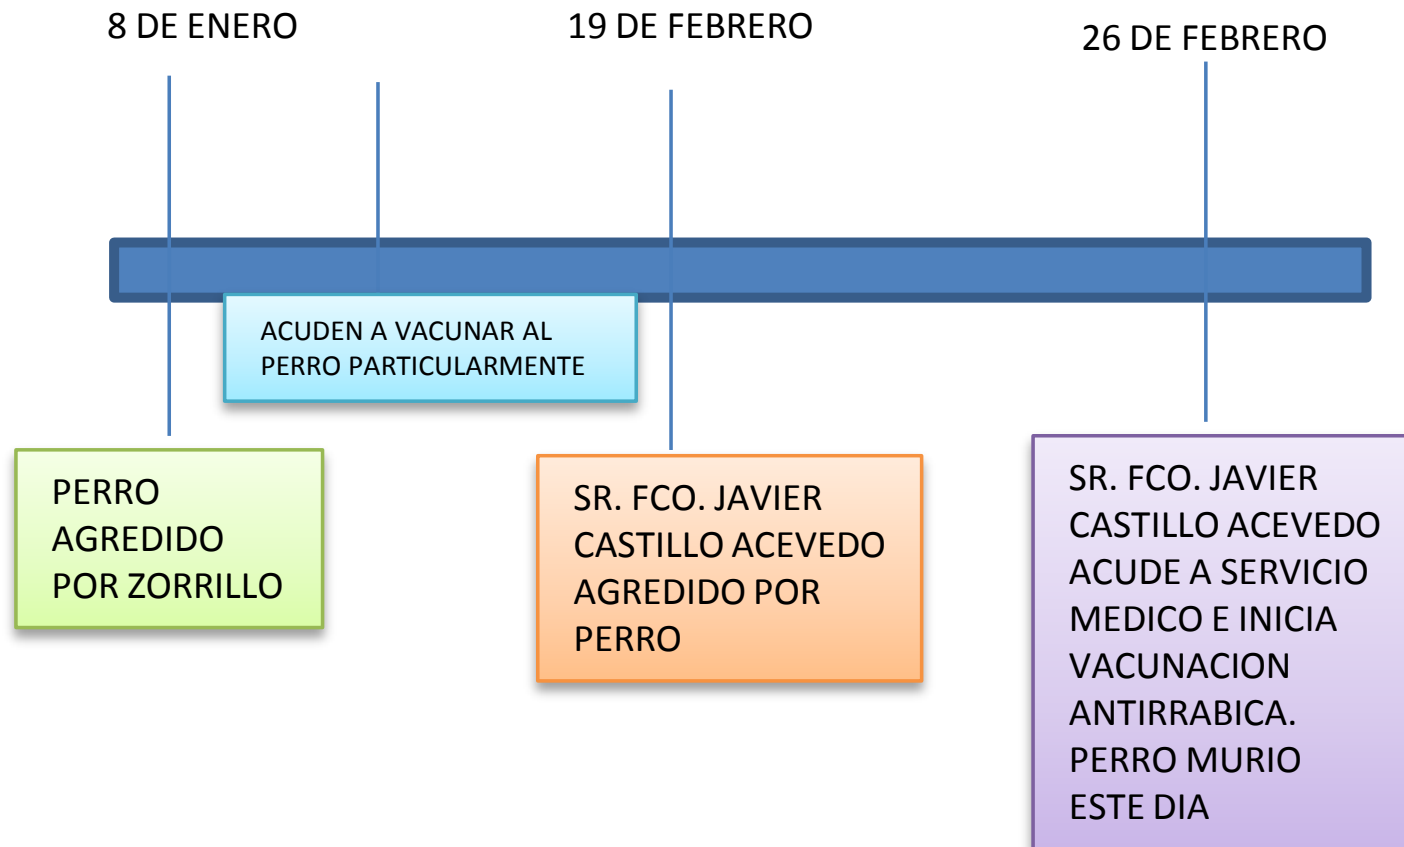 8 DE ENERO
19 DE FEBRERO
26 DE FEBRERO
ACUDEN A VACUNAR AL
PERRO PARTICULARMENTE
PERRO
AGREDIDO
POR ZORRILLO
SR. FCO. JAVIER
CASTILLO ACEVEDO
AGREDIDO POR
PERRO
SR. FCO. JAVIER
CASTILLO ACEVEDO
ACUDE A SERVICIO
MEDICO E INICIA
VACUNACION
ANTIRRABICA.
PERRO MURIO
ESTE DIA